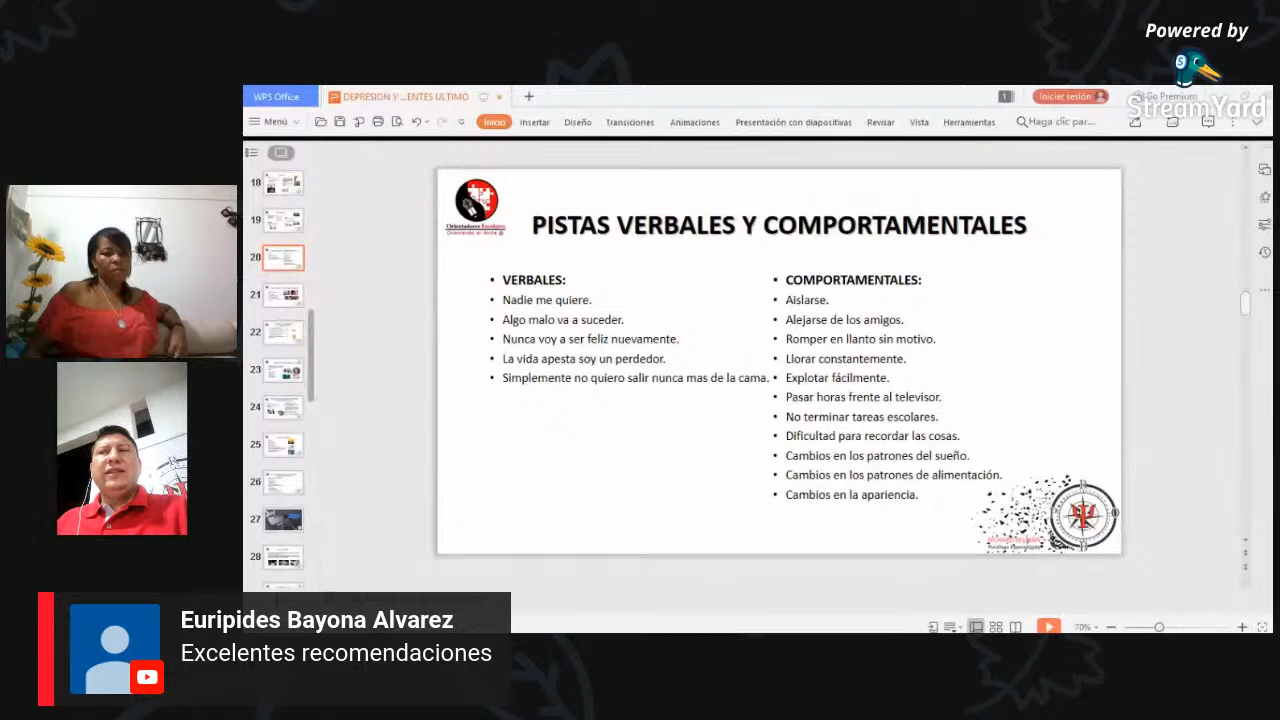 Powered by
StreamYard
WPS Office
DEPRESION Y ...ENTES ULTIMO
1
Iniciar sesión
Go Premium
Menú
Inicio
Insertar
Diseño
Transiciones
Animaciones
Presentación con diapositivas
Revisar
Vista
Herramientas
Haga clic par...
18
19
20
21
22
23
24
25
26
27
28
Orientadores Escolares
PISTAS VERBALES Y COMPORTAMENTALES
• VERBALES:
• Nadie me quiere.
• Algo malo va a suceder.
• Nunca voy a ser feliz nuevamente.
• La vida apesta soy un perdedor.
• Simplemente no quiero salir nunca mas de la cama.
• COMPORTAMENTALES:
• Aislarse.
• Alejarse de los amigos.
• Romper en llanto sin motivo.
• Llorar constantemente.
• Explotar fácilmente.
• Pasar horas frente al televisor.
• No terminar tareas escolares.
• Dificultad para recordar las cosas.
• Cambios en los patrones del sueño.
• Cambios en los patrones de alimentación.
• Cambios en la apariencia.
70%
Euripides Bayona Alvarez
Excelentes recomendaciones